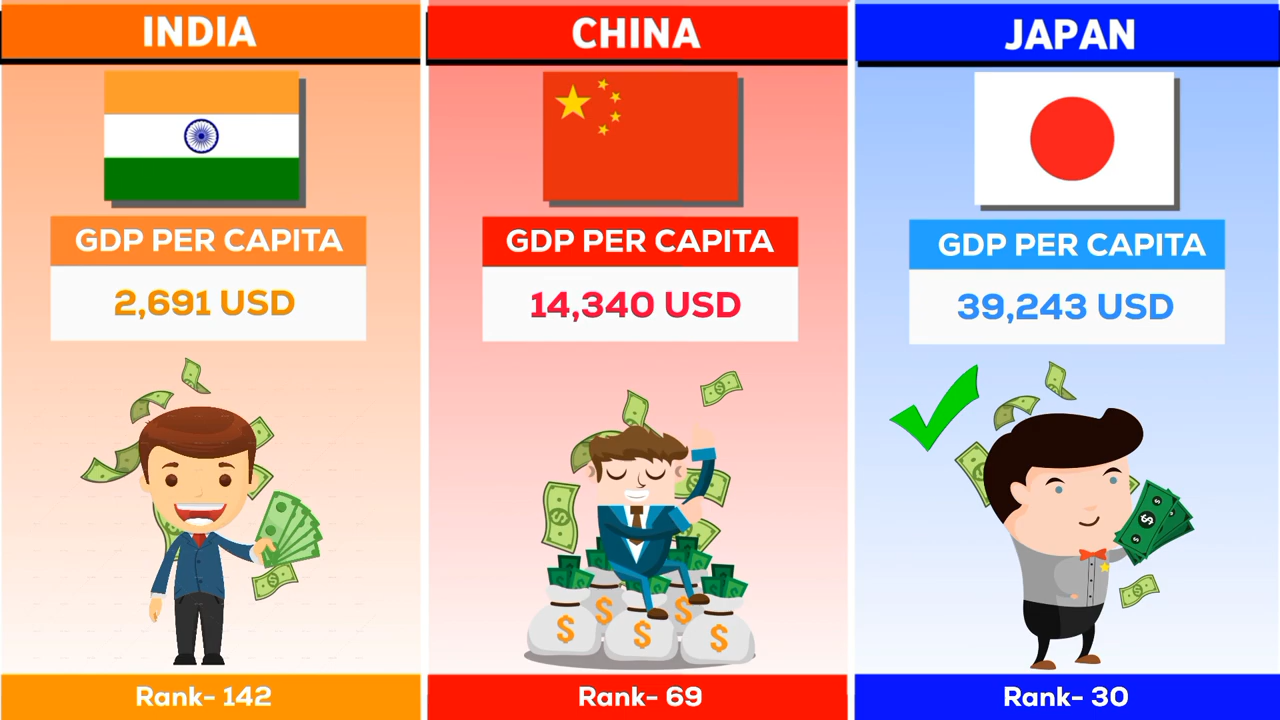 INDIA
GDP PER CAPITA
2,691 USD
Rank- 142
CHINA
GDP PER CAPITA
14,340 USD
$ $ $ $ $
Rank- 69
JAPAN
GDP PER CAPITA
39,243 USD
Rank- 30